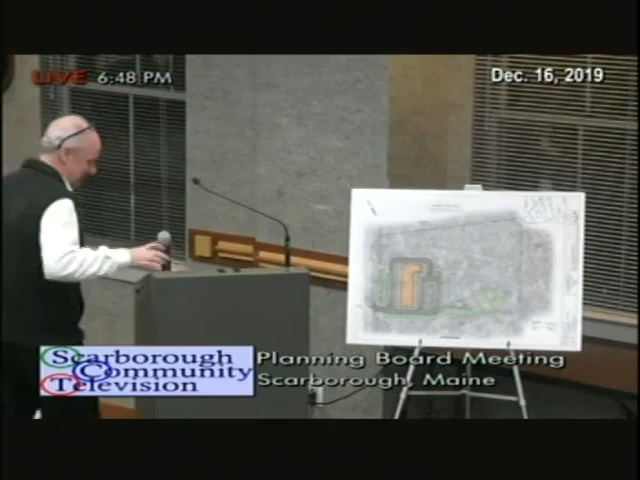 LIVE 6:48 PM
Dec. 16, 2019
Scarborough
Community
Television
Planning Board Meeting
Scarborough, Maine